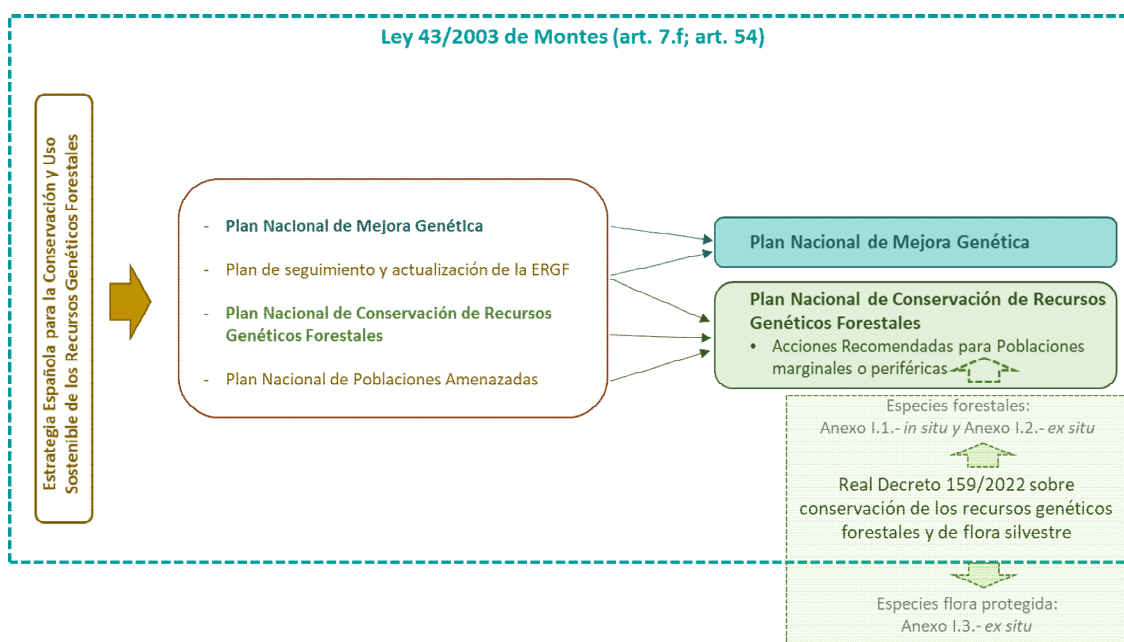 Ley 43/2003 de Montes (art. 7.f; art. 54)
Estrategia Española para la Conservación y Uso
Sostenible de los Recursos Genéticos Forestales
- Plan Nacional de Mejora Genética
- Plan de seguimiento y actualización de la ERGF
- Plan Nacional de Conservación de Recursos
Genéticos Forestales
- Plan Nacional de Poblaciones Amenazadas
Plan Nacional de Mejora Genética
Plan Nacional de Conservación de Recursos
Genéticos Forestales
• Acciones Recomendadas para Poblaciones
marginales o periféricas
Especies forestales:
Anexo I.1.- in situ y Anexo I.2.- ex situ
Real Decreto 159/2022 sobre
conservación de los recursos genéticos
forestales y de flora silvestre
Especies flora protegida:
Anexo I.3.- ex situ